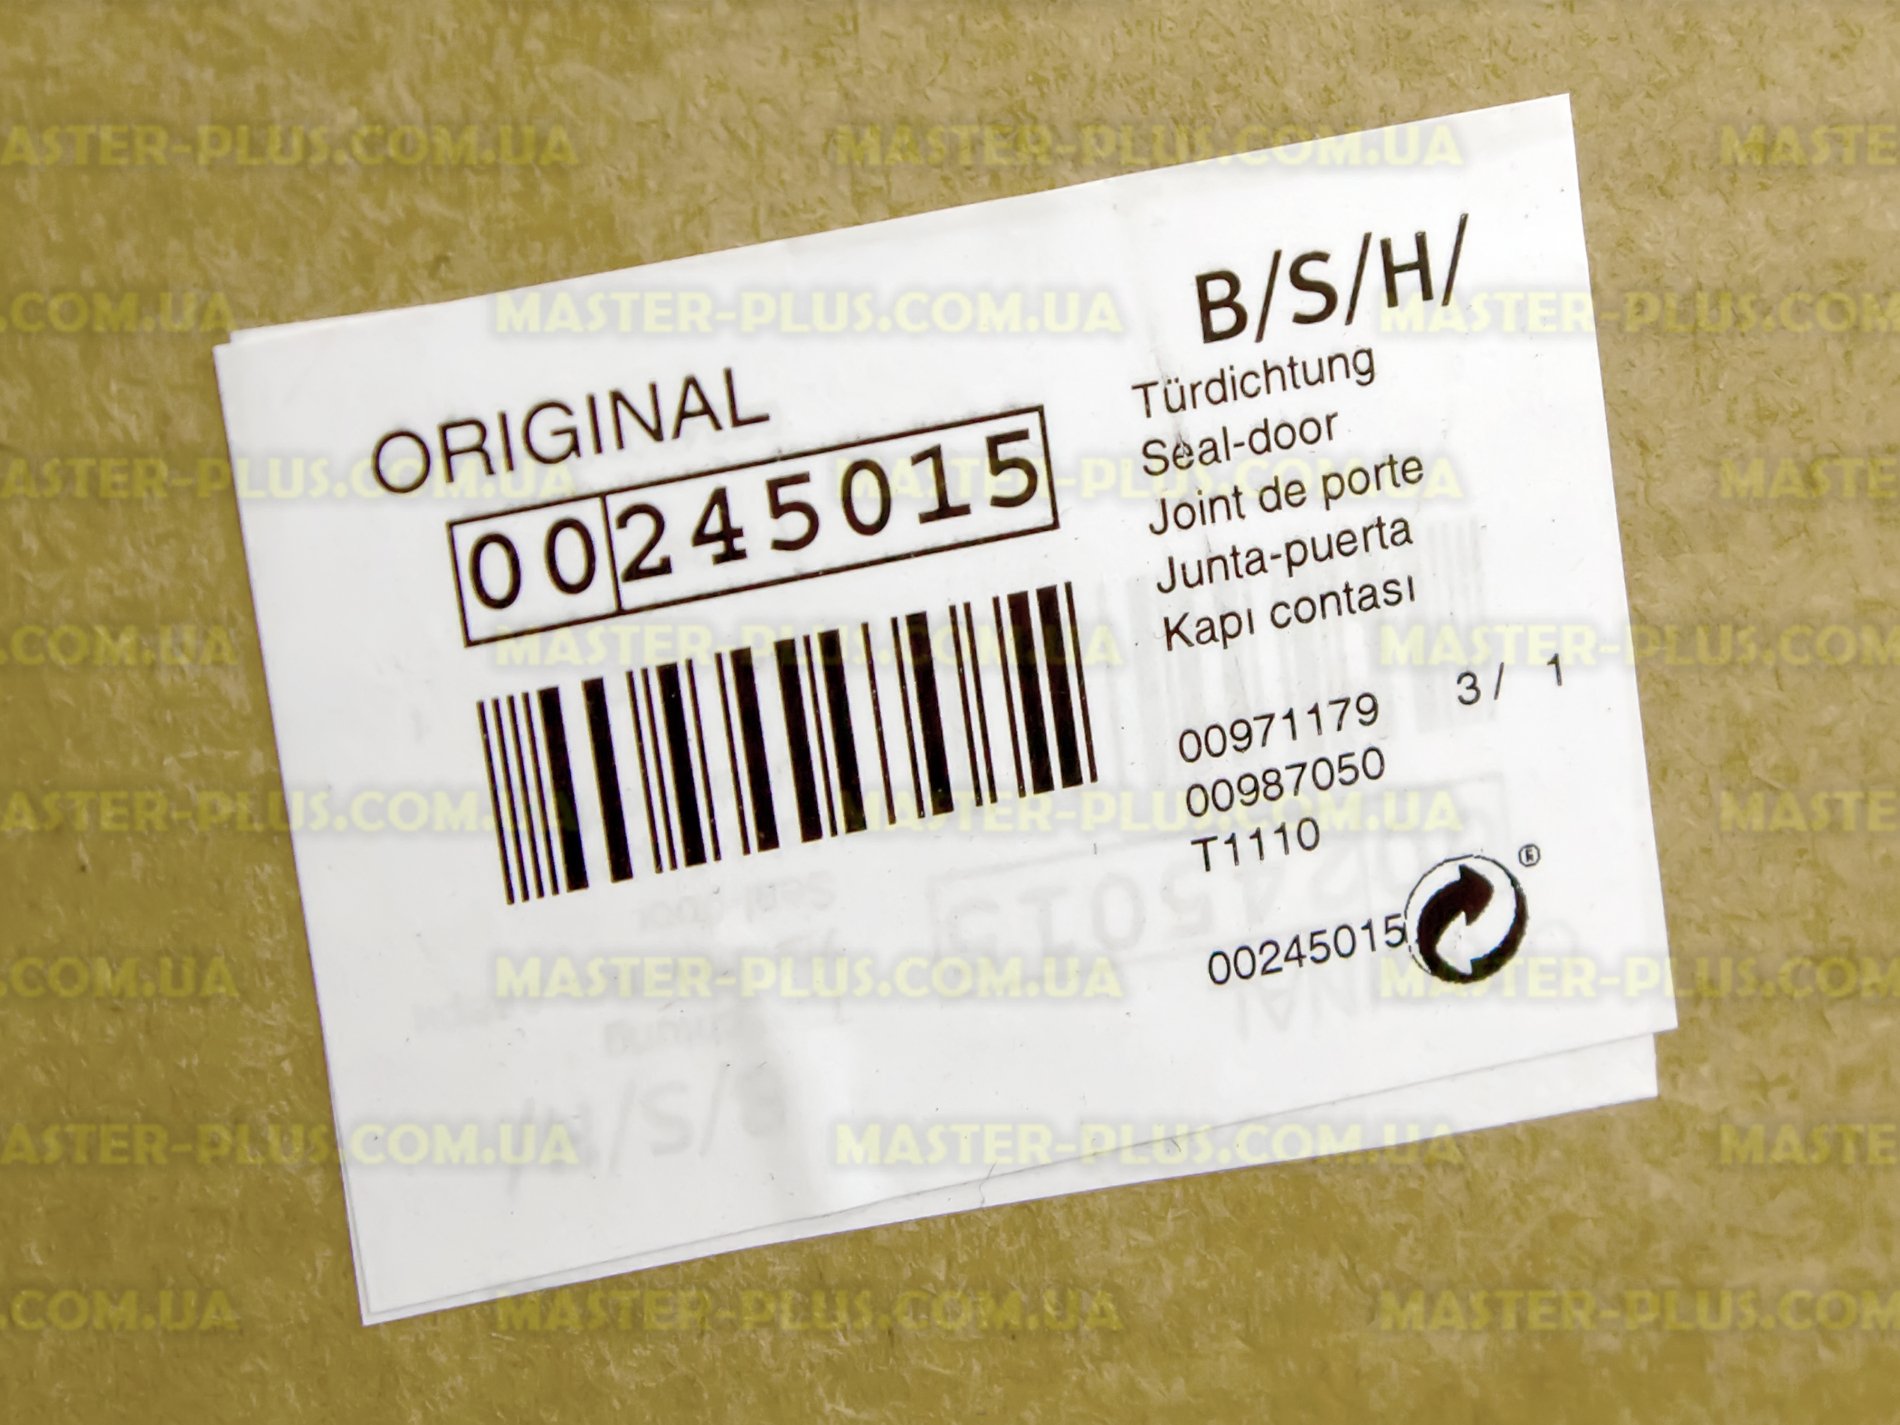 B/S/H/
ORIGINAL
00245015
Türdichtung
Seal-door
Joint de porte
Junta-puerta
Kapı contası
00971179 3/ 1
00987050
T1110
00245015
®
MASTER-PLUS.COM.UA